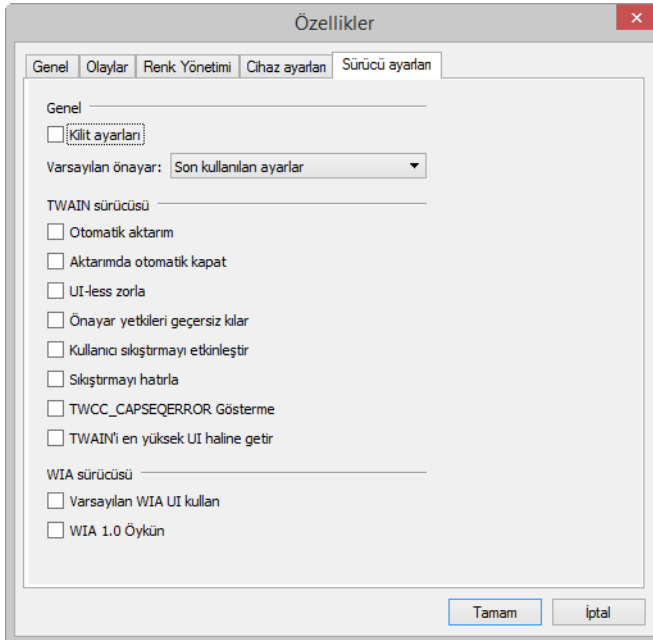 Özellikler
Genel Olaylar Renk Yönetimi Cihaz ayarları Sürücü ayarları
Genel
Kilit ayarları
Varsayılan önayar: Son kullanılan ayarlar
TWAIN sürücüsü
Otomatik aktarım
Aktarımda otomatik kapat
UI-less zorla
Önayar yetkileri geçersiz kılar
Kullanıcı sıkıştırmayı etkinleştir
Sıkıştırmayı hatırla
TWCC_CAPSEQERROR Gösterme
TWAIN'i en yüksek UI haline getir
WIA sürücüsü
Varsayılan WIA UI kullan
WIA 1.0 Öykün
Tamam İptal